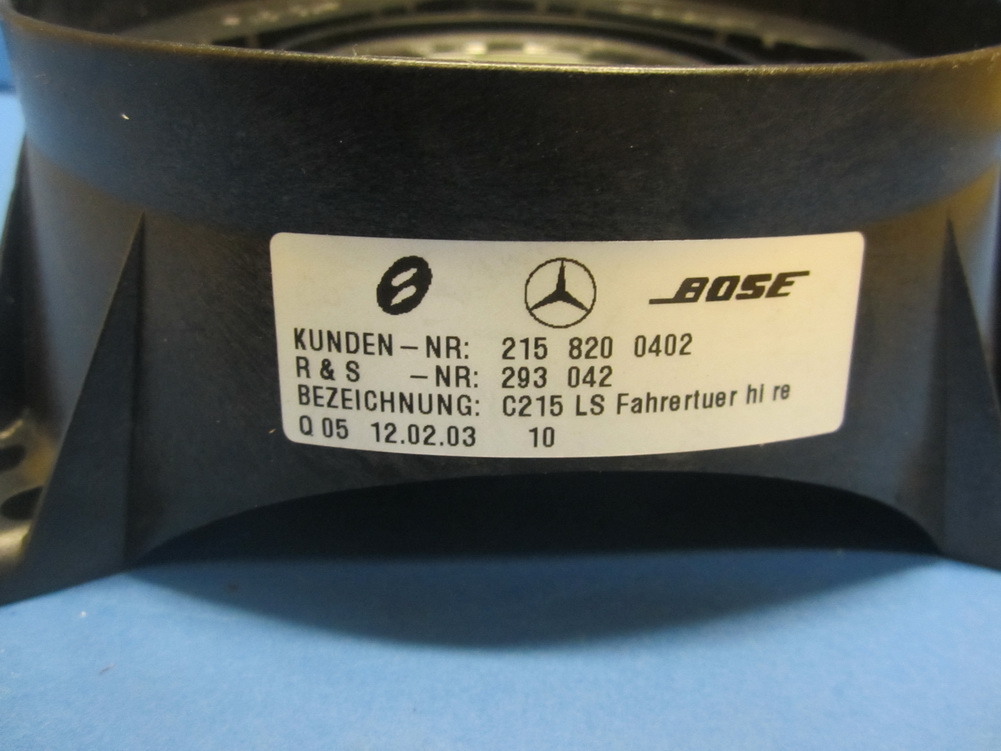 BOSE
KUNDEN-NR: 215 820 0402
R & S -NR: 293 042
BEZEICHNUNG: C215 LS Fahrertuer hi re
Q 05 12.02.03 10